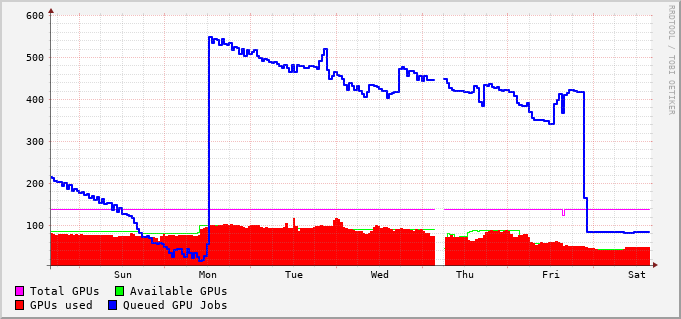 600
500
400
300
200
100
Sun Mon Tue Wed Thu Fri Sat
Total GPUs Available GPUs
GPUs used Queued GPU Jobs
RRDTOOL / TOBI OETIKER